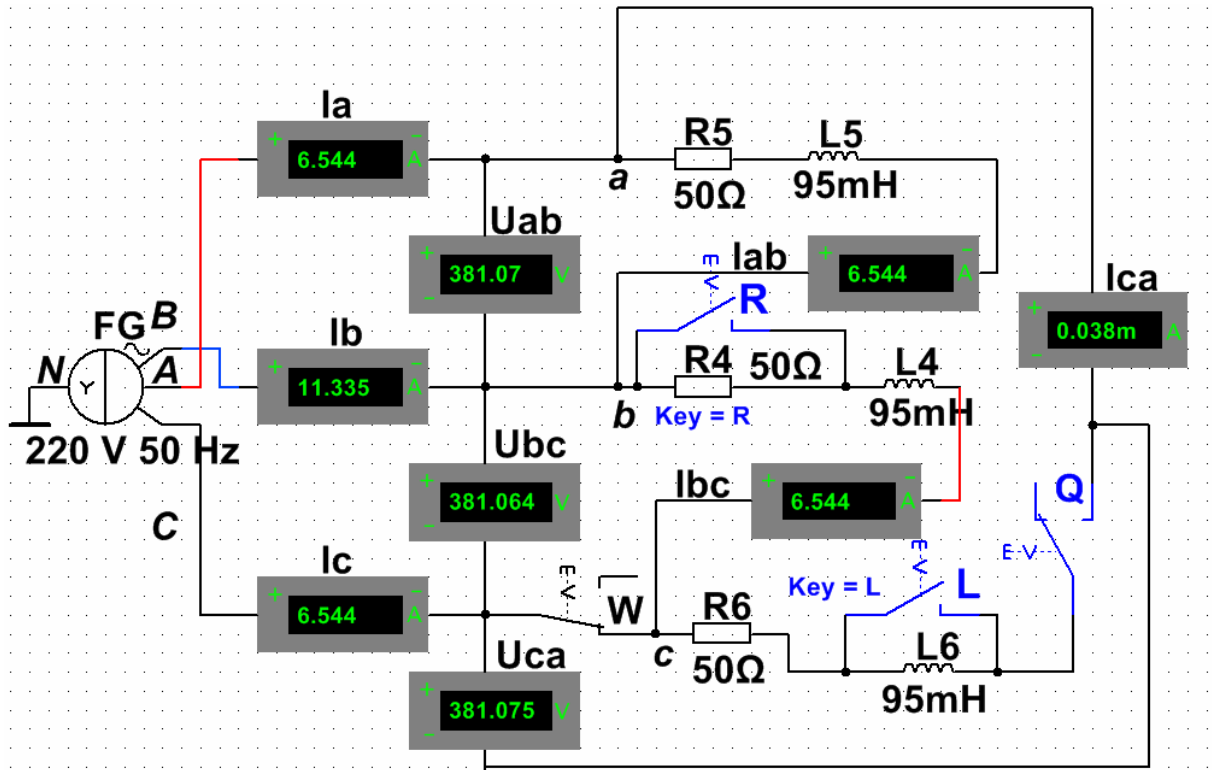 Ia
+ 6.544 − A
R5
50Ω
a
L5
95mH
Uab
+ 381.07 V −
E V
Iab
+ 6.544 − A
R
Ica
+ 0.038m A −
FG B
N Y A
220 V 50 Hz
C
Ib
+ 11.335 − A
R4 50Ω
b
Key = R
L4
95mH
Ubc
+ 381.064 V −
Ibc
+ 6.544 − A
Q
E V
E V
Key = L L
Ic
+ 6.544 − A
E V
W
c
R6
50Ω
L6
95mH
Uca
+ 381.075 V −